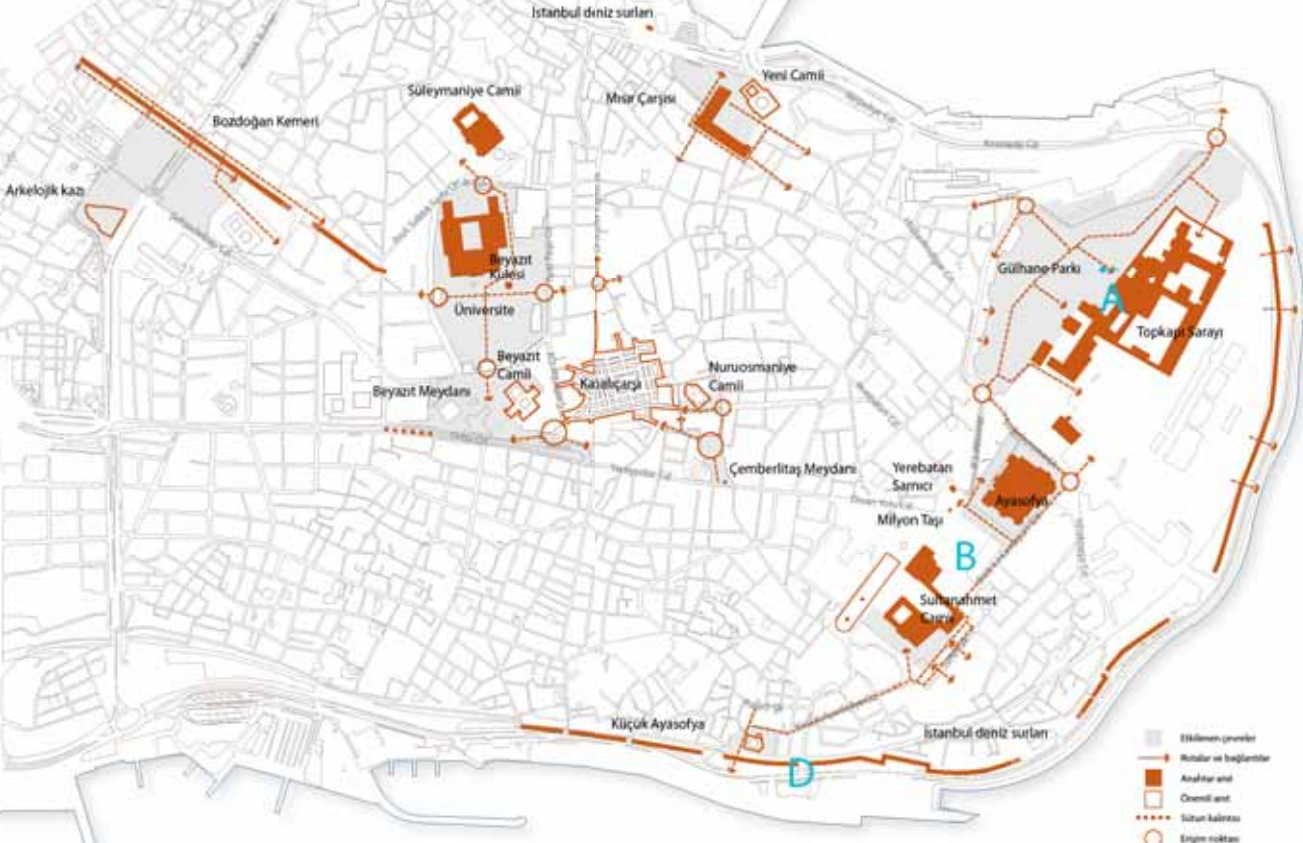 İstanbul deniz surları
Yeni Camii
Süleymaniye Camii
Mısır Çarşısı
Bozdoğan Kemeri
Arkelojik kazı
Beyazıt
Kulesi
Gülhane Parkı
A
Üniversite
Topkapı Sarayı
Beyazıt
Camii
Nuruosmaniye
Camii
Kapalıçarşı
Beyazıt Meydanı
Çemberlitaş Meydanı
Yerebatan
Sarnıcı
Ayasofya
Milyon Taşı
B
Sultanahmet
Camii
Küçük Ayasofya
İstanbul deniz surları
D
Etkilenen çevreler
Rotalar ve bağlantılar
Anahtar anıt
Önemli anıt
Sütun kalıntısı
Erişim noktası